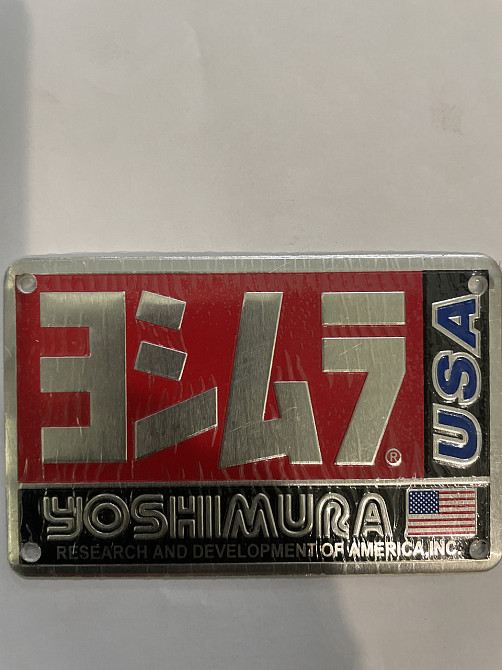 ヨシムラ®
USA
YOSHIMURA
RESEARCH AND DEVELOPMENT OF AMERICA, INC.